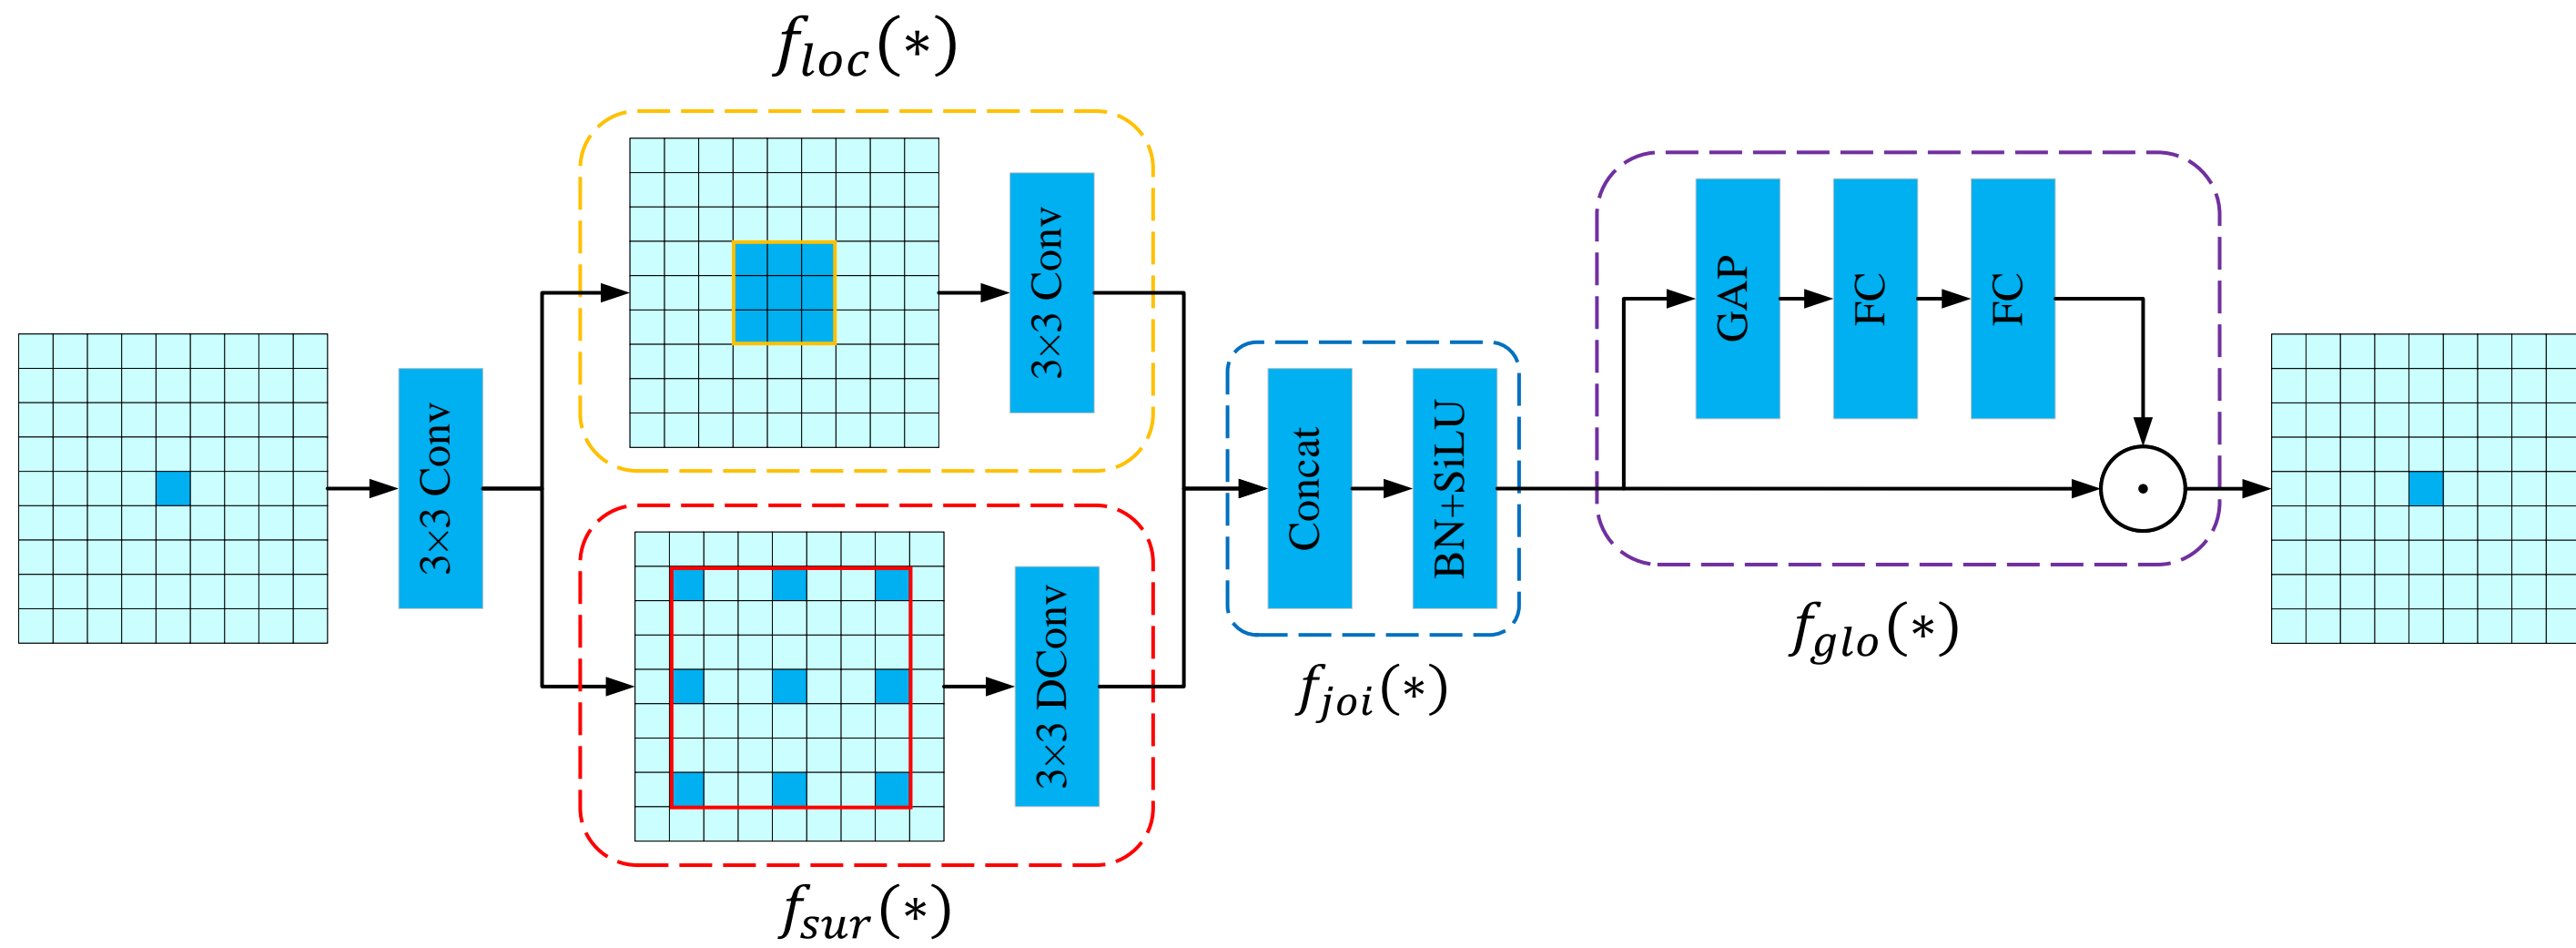 f_loc(*)
3×3 Conv
3×3 Conv
3×3 DConv
f_sur(*)
Concat
BN+SiLU
f_joi(*)
GAP
FC
FC
f_glo(*)